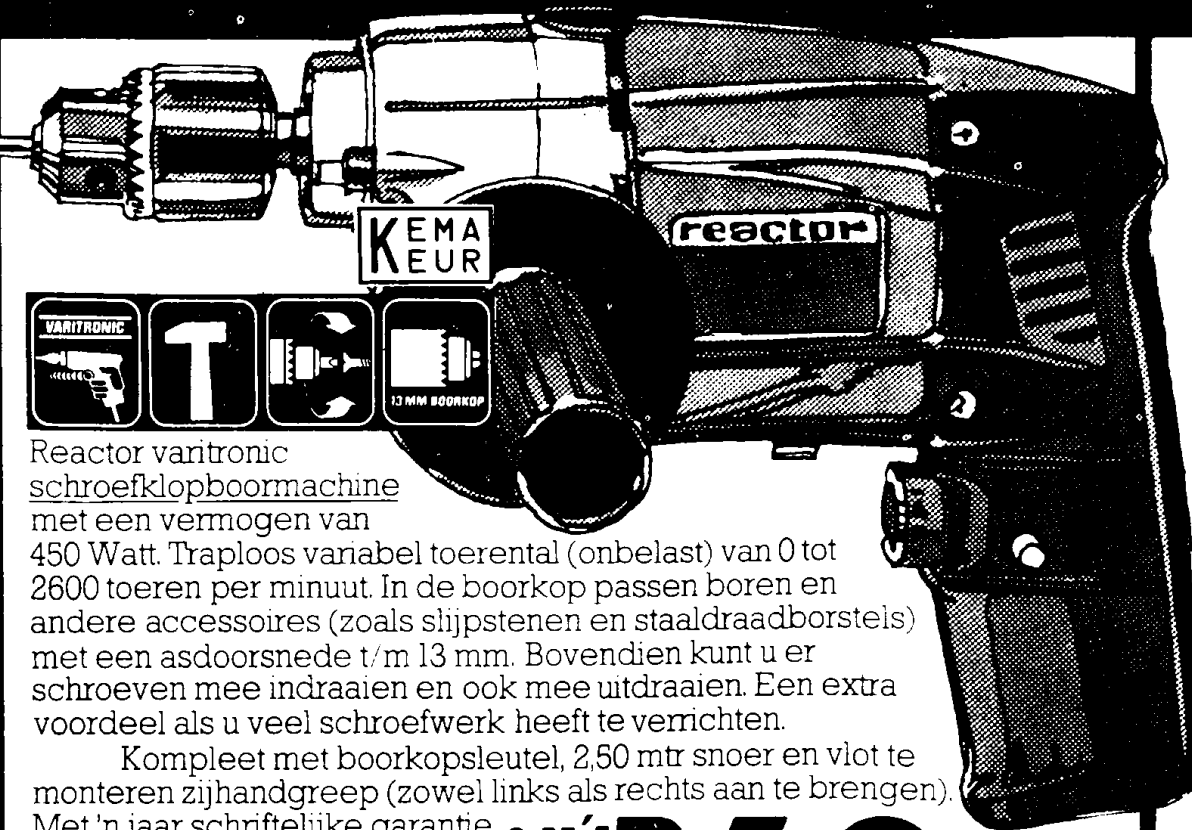 reactor
KEMA
KEUR
VARITRONIC
13 MM BOORKOP
Reactor varitronic
schroefklopboormachine
met een vermogen van
450 Watt. Traploos variabel toerental (onbelast) van 0 tot
2600 toeren per minuut. In de boorkop passen boren en
andere accessoires (zoals slijpstenen en staaldraadborstels)
met een asdoorsnede t/m 13 mm. Bovendien kunt u er
schroeven mee indraaien en ook mee uitdraaien. Een extra
voordeel als u veel schroefwerk heeft te verrichten.
Kompleet met boorkopsleutel, 2,50 mtr snoer en vlot te
monteren zijhandgreep (zowel links als rechts aan te brengen).
Met 'n jaar schriftelijke garantie